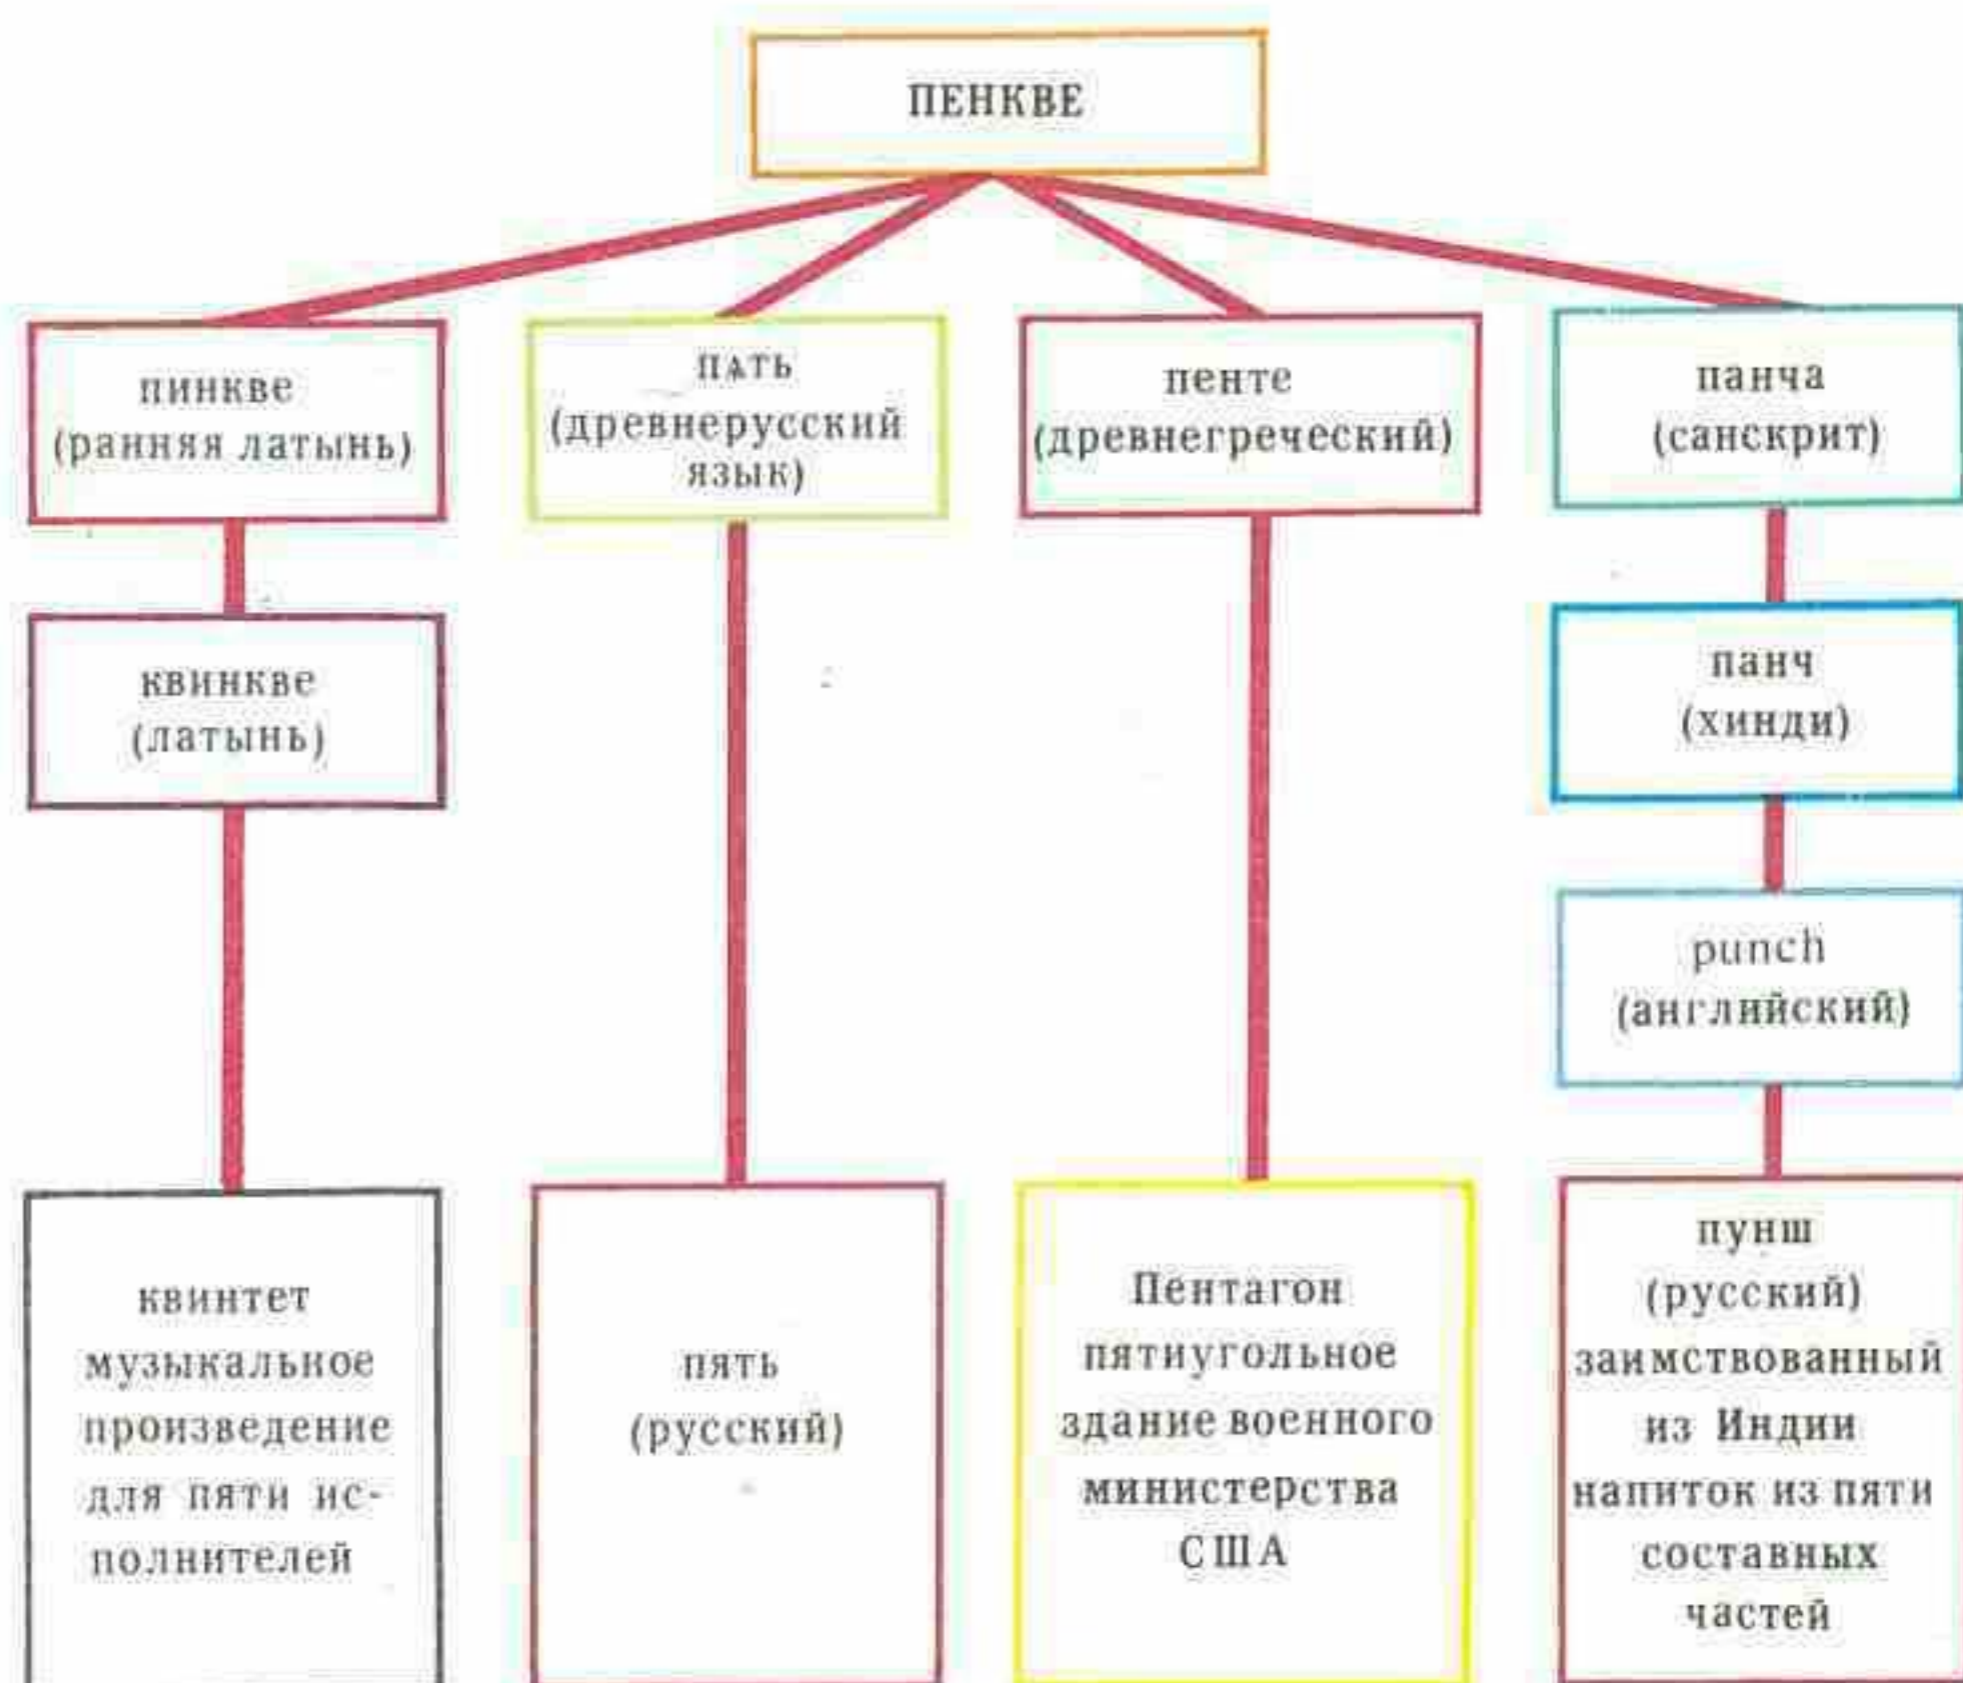 ПЕНКВЕ
пинкве
(ранняя латынь)
пѧть
(древнерусский
язык)
пенте
(древнегреческий)
панча
(санскрит)
квинкве
(латынь)
панч
(хинди)
punch
(английский)
квинтет
музыкальное
произведение
для пяти ис-
полнителей
пять
(русский)
Пентагон
пятиугольное
здание военного
министерства
США
пунш
(русский)
заимствованный
из Индии
напиток из пяти
составных
частей